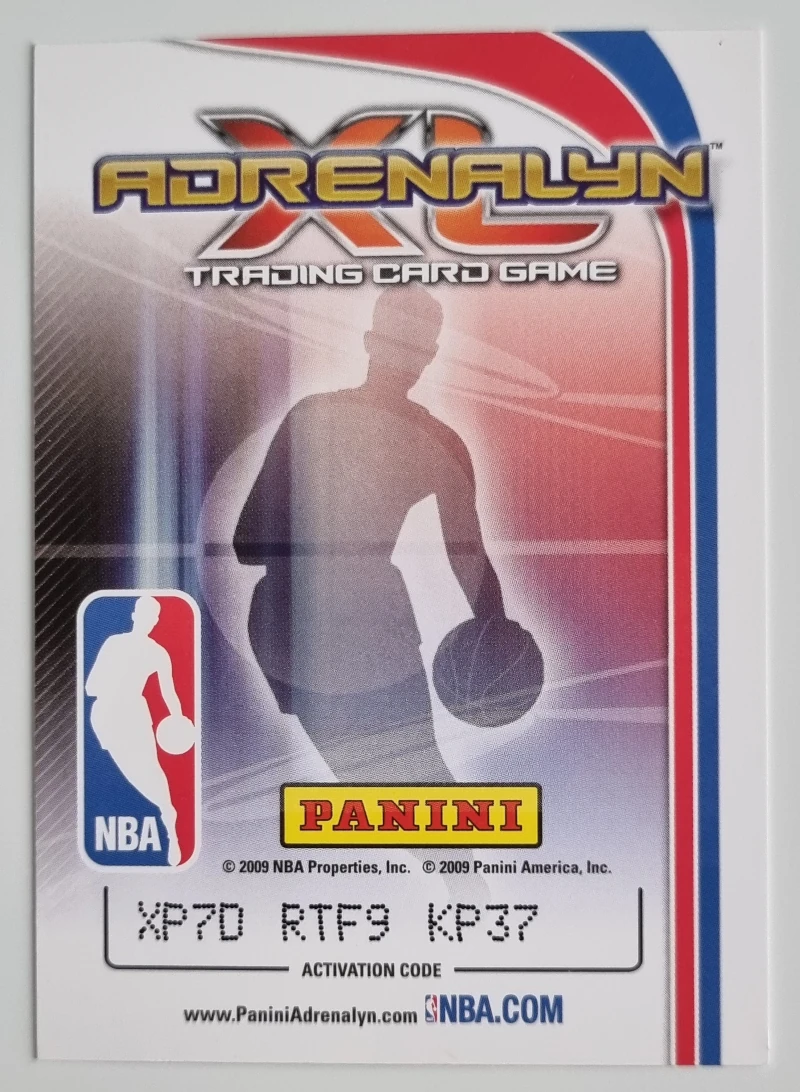 XL
ADRENALYN™
TRADING CARD GAME
NBA
PANINI
© 2009 NBA Properties, Inc. © 2009 Panini America, Inc.
XP7D RTF9 KP37
ACTIVATION CODE
www.PaniniAdrenalyn.com NBA.COM